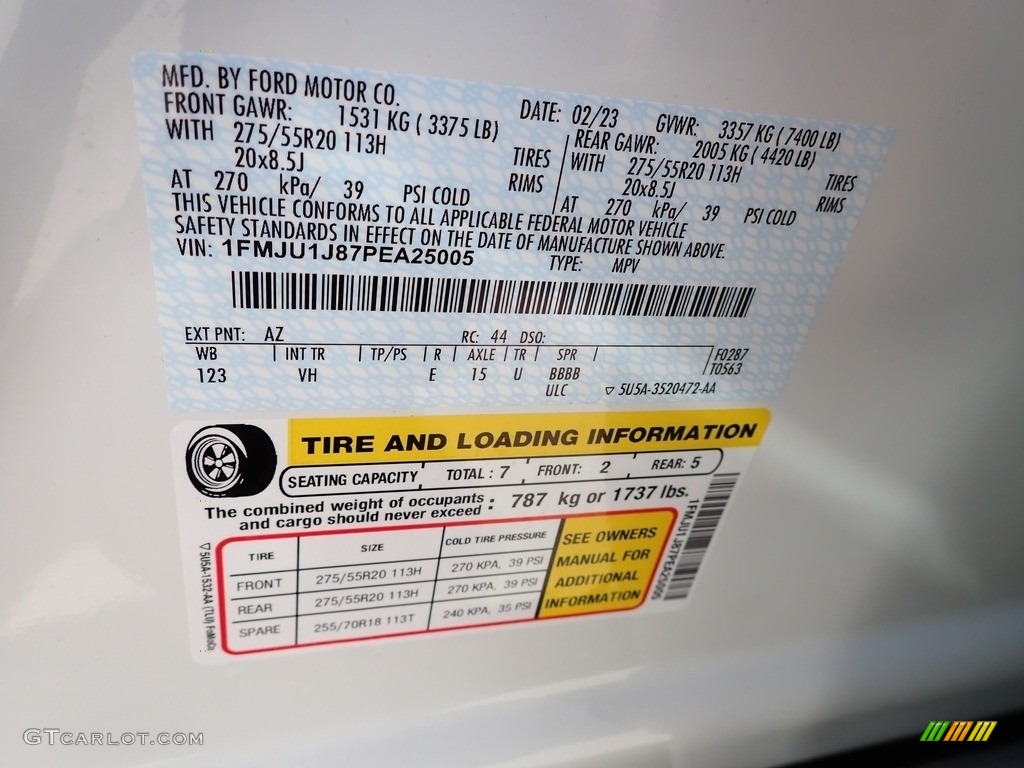 MFD. BY FORD MOTOR CO.
DATE: 02/23 GVWR: 3357 KG ( 7400 LB)
FRONT GAWR: 1531 KG ( 3375 LB) REAR GAWR: 2005 KG ( 4420 LB)
WITH 275/55R20 113H TIRES WITH 275/55R20 113H TIRES
20x8.5J RIMS 20x8.5J RIMS
AT 270 kPa/ 39 PSI COLD AT 270 kPa/ 39 PSI COLD
THIS VEHICLE CONFORMS TO ALL APPLICABLE FEDERAL MOTOR VEHICLE
SAFETY STANDARDS IN EFFECT ON THE DATE OF MANUFACTURE SHOWN ABOVE.
VIN: 1FMJU1J87PEA25005 TYPE: MPV
EXT PNT: AZ RC: 44 DSO:
WB | INT TR | TP/PS | R | AXLE | TR | SPR | F0287
123 VH E 15 U BBBB T0563
ULC 5U5A-3520472-AA
TIRE AND LOADING INFORMATION
SEATING CAPACITY TOTAL : 7 FRONT: 2 REAR: 5
The combined weight of occupants
and cargo should never exceed : 787 kg or 1737 lbs.
TIRE SIZE COLD TIRE PRESSURE
FRONT 275/55R20 113H 270 KPA, 39 PSI
REAR 275/55R20 113H 270 KPA, 39 PSI
SPARE 255/70R18 113T 240 KPA, 35 PSI
SEE OWNERS
MANUAL FOR
ADDITIONAL
INFORMATION
1FMJU1J87PEA25005
5U5A-1532-AA (TLU) FoMoCo
GTCARLOT.COM